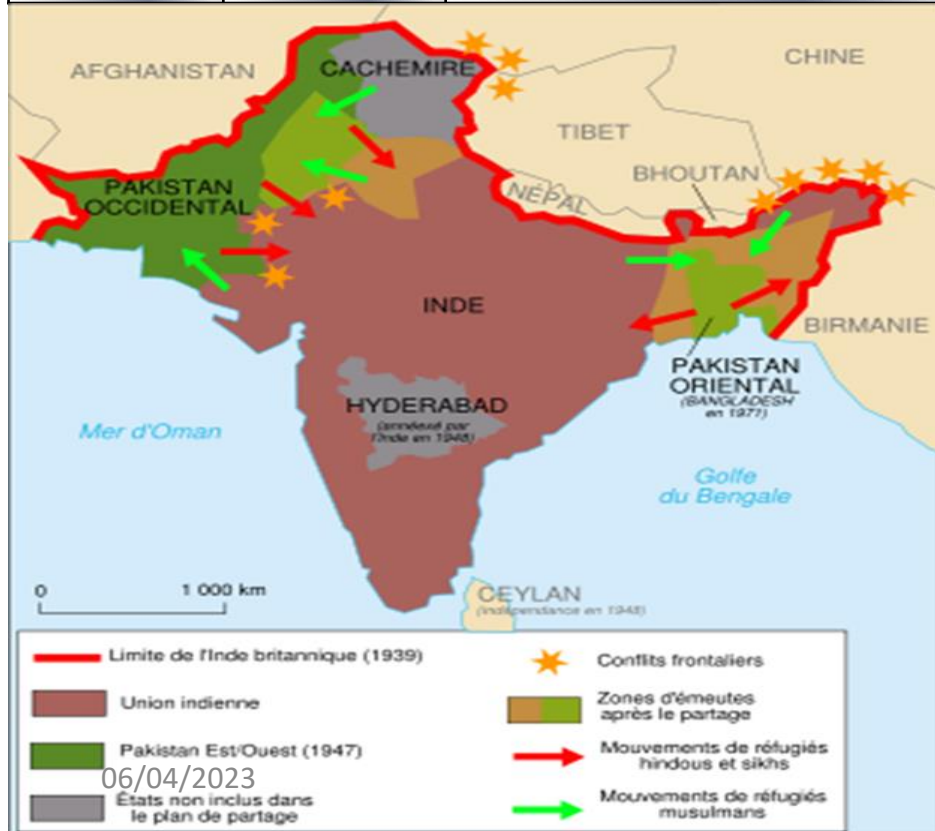 AFGHANISTAN
CACHEMIRE
CHINE
TIBET
BHOUTAN
NÉPAL
PAKISTAN
OCCIDENTAL
INDE
BIRMANIE
PAKISTAN
ORIENTAL
(BANGLADESH
en 1971)
HYDERABAD
(annexé par
l'Inde en 1948)
Mer d'Oman
Golfe
du Bengale
0 1 000 km
CEYLAN
(indépendance en 1948)
Limite de l'Inde britannique (1939)
Union indienne
Pakistan Est/Ouest (1947)
06/04/2023
États non inclus dans
le plan de partage
Conflits frontaliers
Zones d'émeutes
après le partage
Mouvements de réfugiés
hindous et sikhs
Mouvements de réfugiés
musulmans